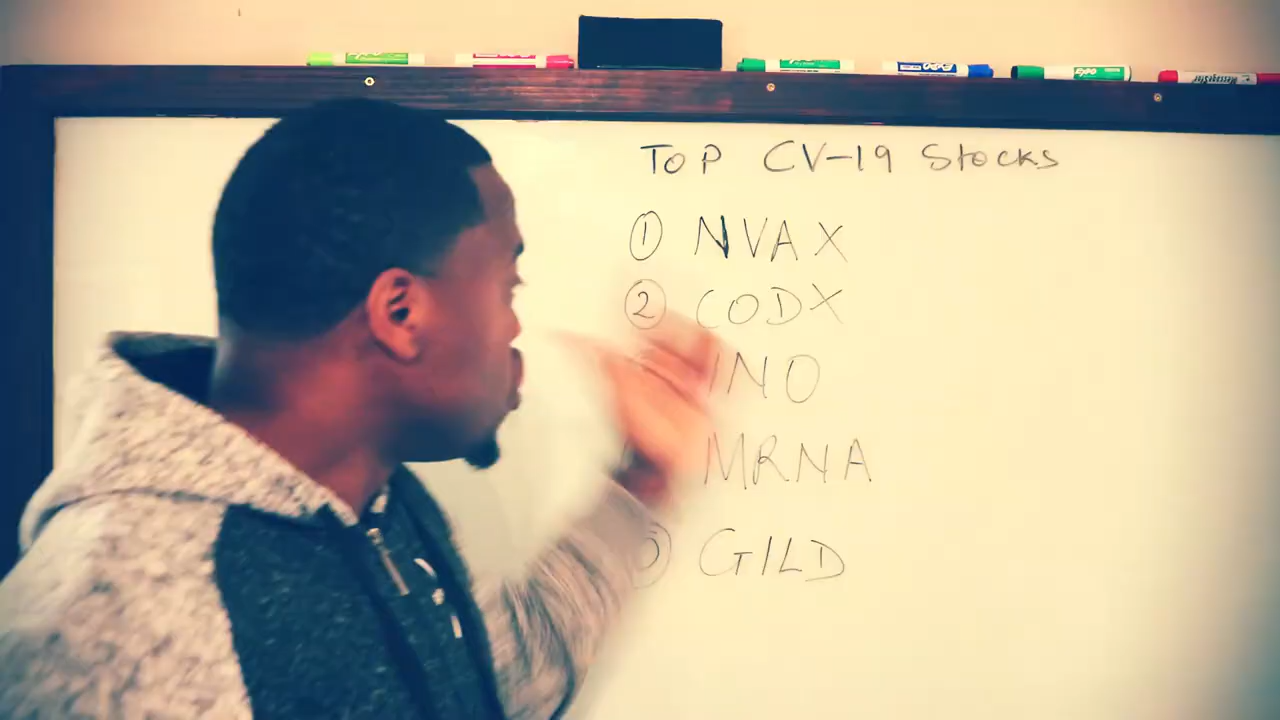 TOP CV-19 Stocks
① NVAX
② CODX
INO
MRNA
GILD